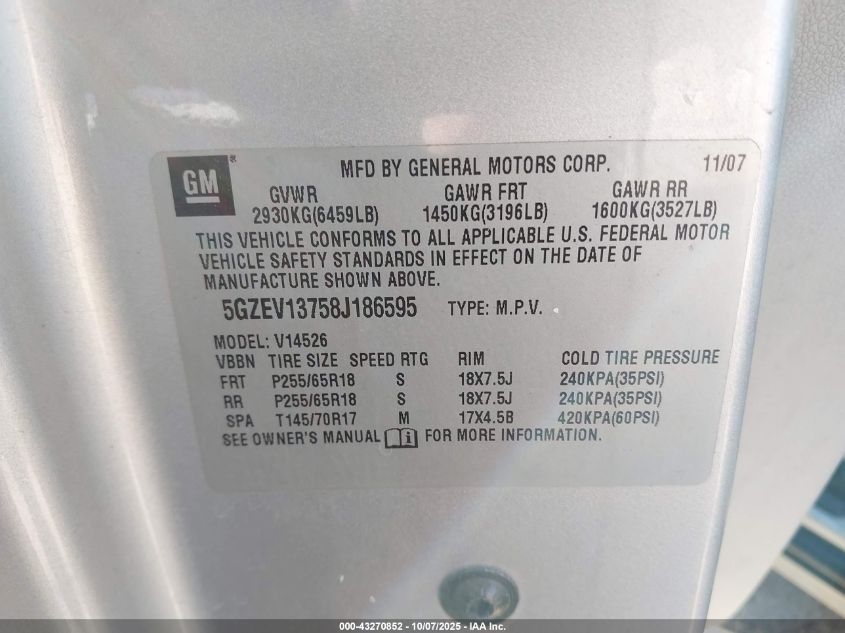 GM
MFD BY GENERAL MOTORS CORP. 11/07
GVWR GAWR FRT GAWR RR
2930KG(6459LB) 1450KG(3196LB) 1600KG(3527LB)
THIS VEHICLE CONFORMS TO ALL APPLICABLE U.S. FEDERAL MOTOR
VEHICLE SAFETY STANDARDS IN EFFECT ON THE DATE OF
MANUFACTURE SHOWN ABOVE.
5GZEV13758J186595 TYPE: M.P.V.
MODEL: V14526
VBBN TIRE SIZE SPEED RTG RIM COLD TIRE PRESSURE
FRT P255/65R18 S 18X7.5J 240KPA(35PSI)
RR P255/65R18 S 18X7.5J 240KPA(35PSI)
SPA T145/70R17 M 17X4.5B 420KPA(60PSI)
SEE OWNER'S MANUAL FOR MORE INFORMATION.
000-43270852 - 10/07/2025 - IAA Inc.